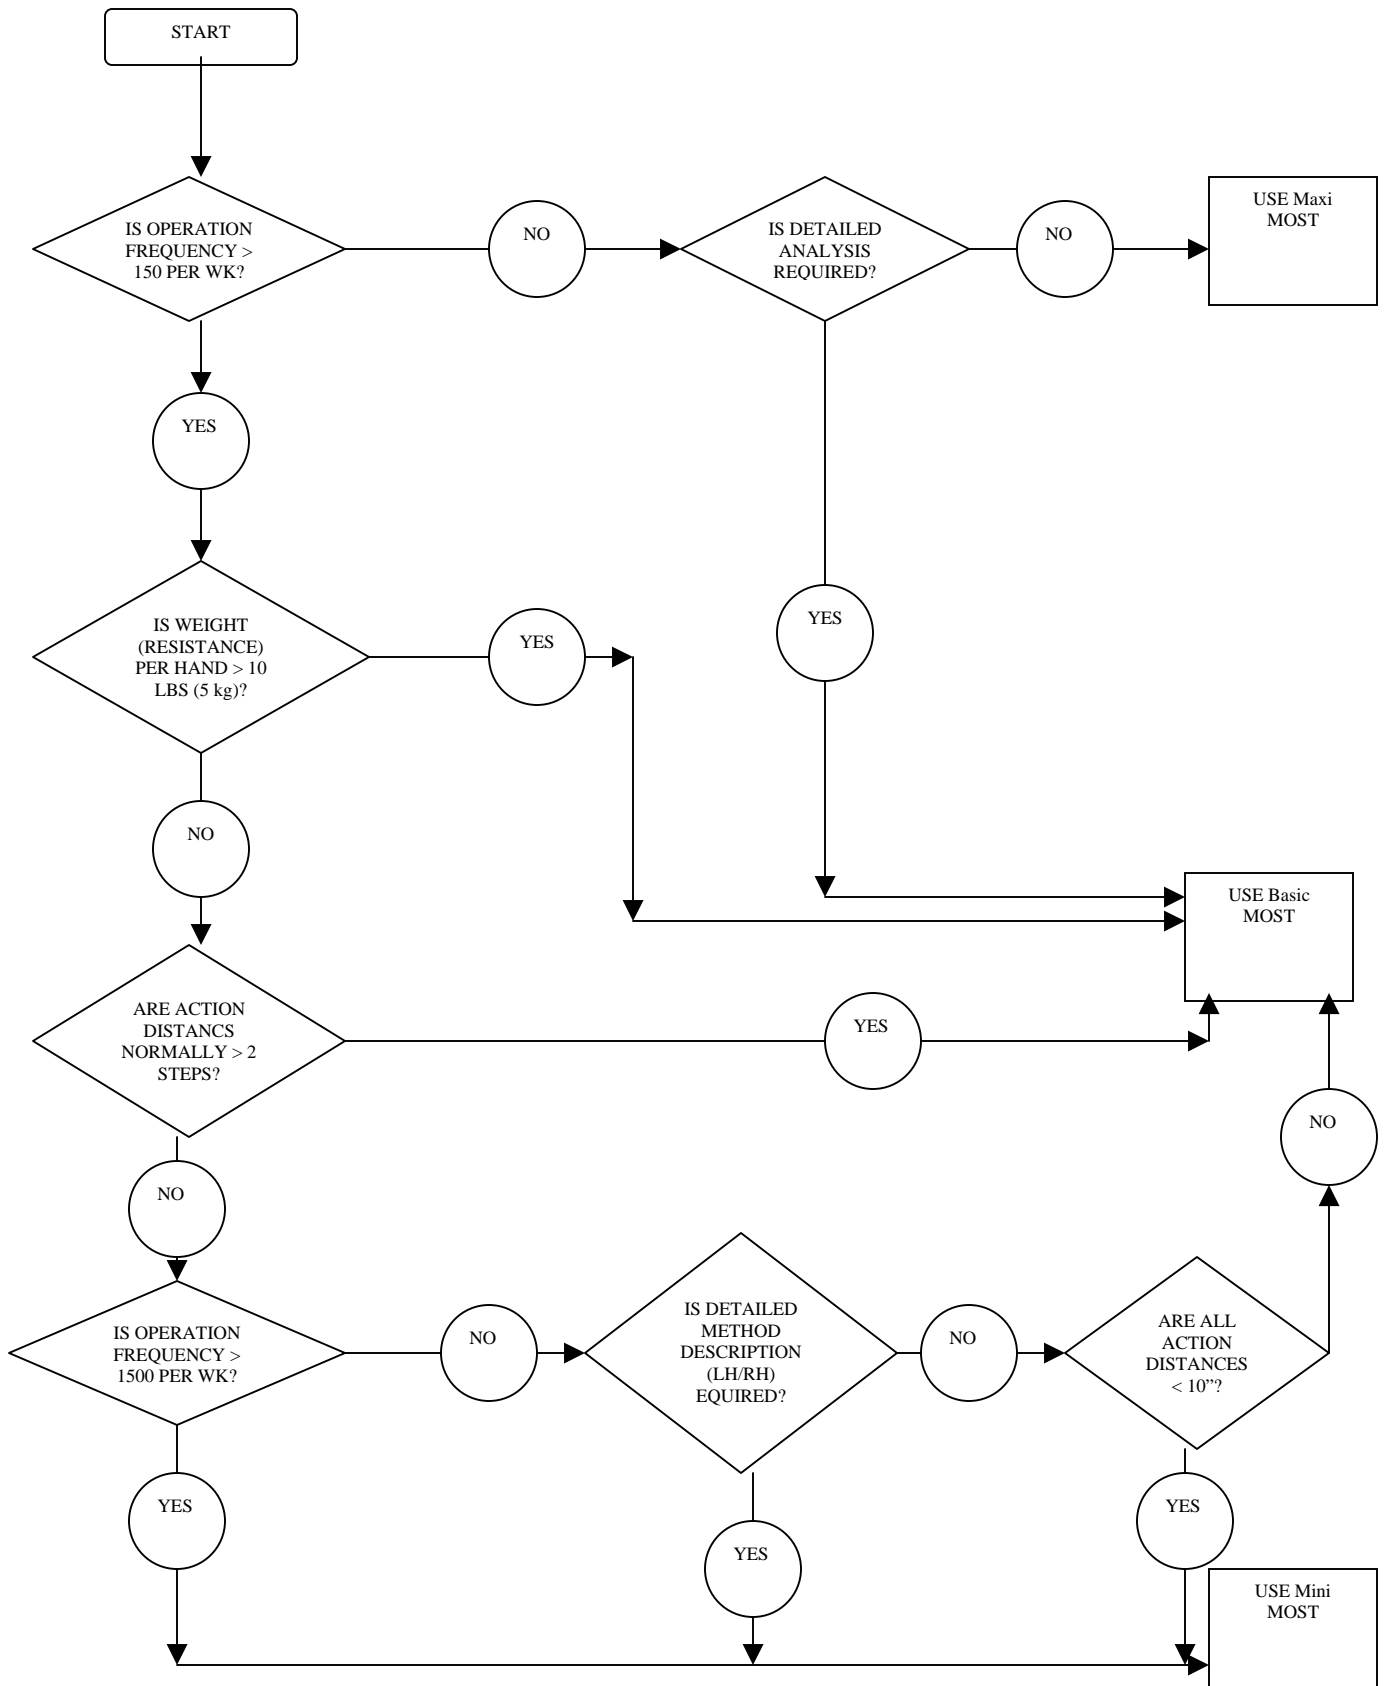 START
IS OPERATION
FREQUENCY >
150 PER WK?
NO
IS DETAILED
ANALYSIS
REQUIRED?
NO
USE Maxi
MOST
YES
IS WEIGHT
(RESISTANCE)
PER HAND > 10
LBS (5 kg)?
YES
YES
NO
USE Basic
MOST
ARE ACTION
DISTANCS
NORMALLY > 2
STEPS?
YES
NO
NO
IS OPERATION
FREQUENCY >
1500 PER WK?
NO
IS DETAILED
METHOD
DESCRIPTION
(LH/RH)
EQUIRED?
NO
ARE ALL
ACTION
DISTANCES
< 10”?
YES
YES
YES
USE Mini
MOST